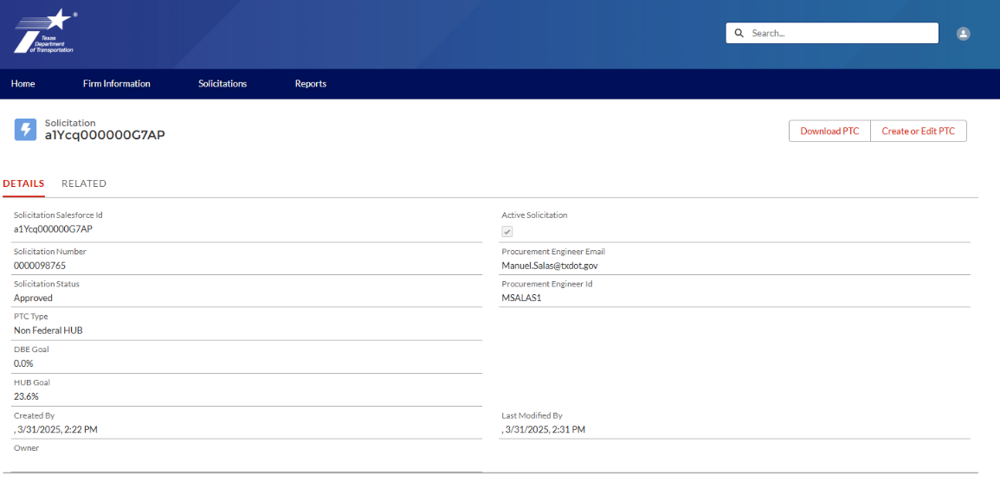 Texas
Department
of Transportation
®
Search...
Home Firm Information Solicitations Reports
Solicitation
a1Ycq000000G7AP
Download PTC Create or Edit PTC
DETAILS RELATED
Solicitation Salesforce Id
a1Ycq000000G7AP
Active Solicitation
Solicitation Number
0000098765
Procurement Engineer Email
Manuel.Salas@txdot.gov
Solicitation Status
Approved
Procurement Engineer Id
MSALAS1
PTC Type
Non Federal HUB
DBE Goal
0.0%
HUB Goal
23.6%
Created By
, 3/31/2025, 2:22 PM
Last Modified By
, 3/31/2025, 2:31 PM
Owner